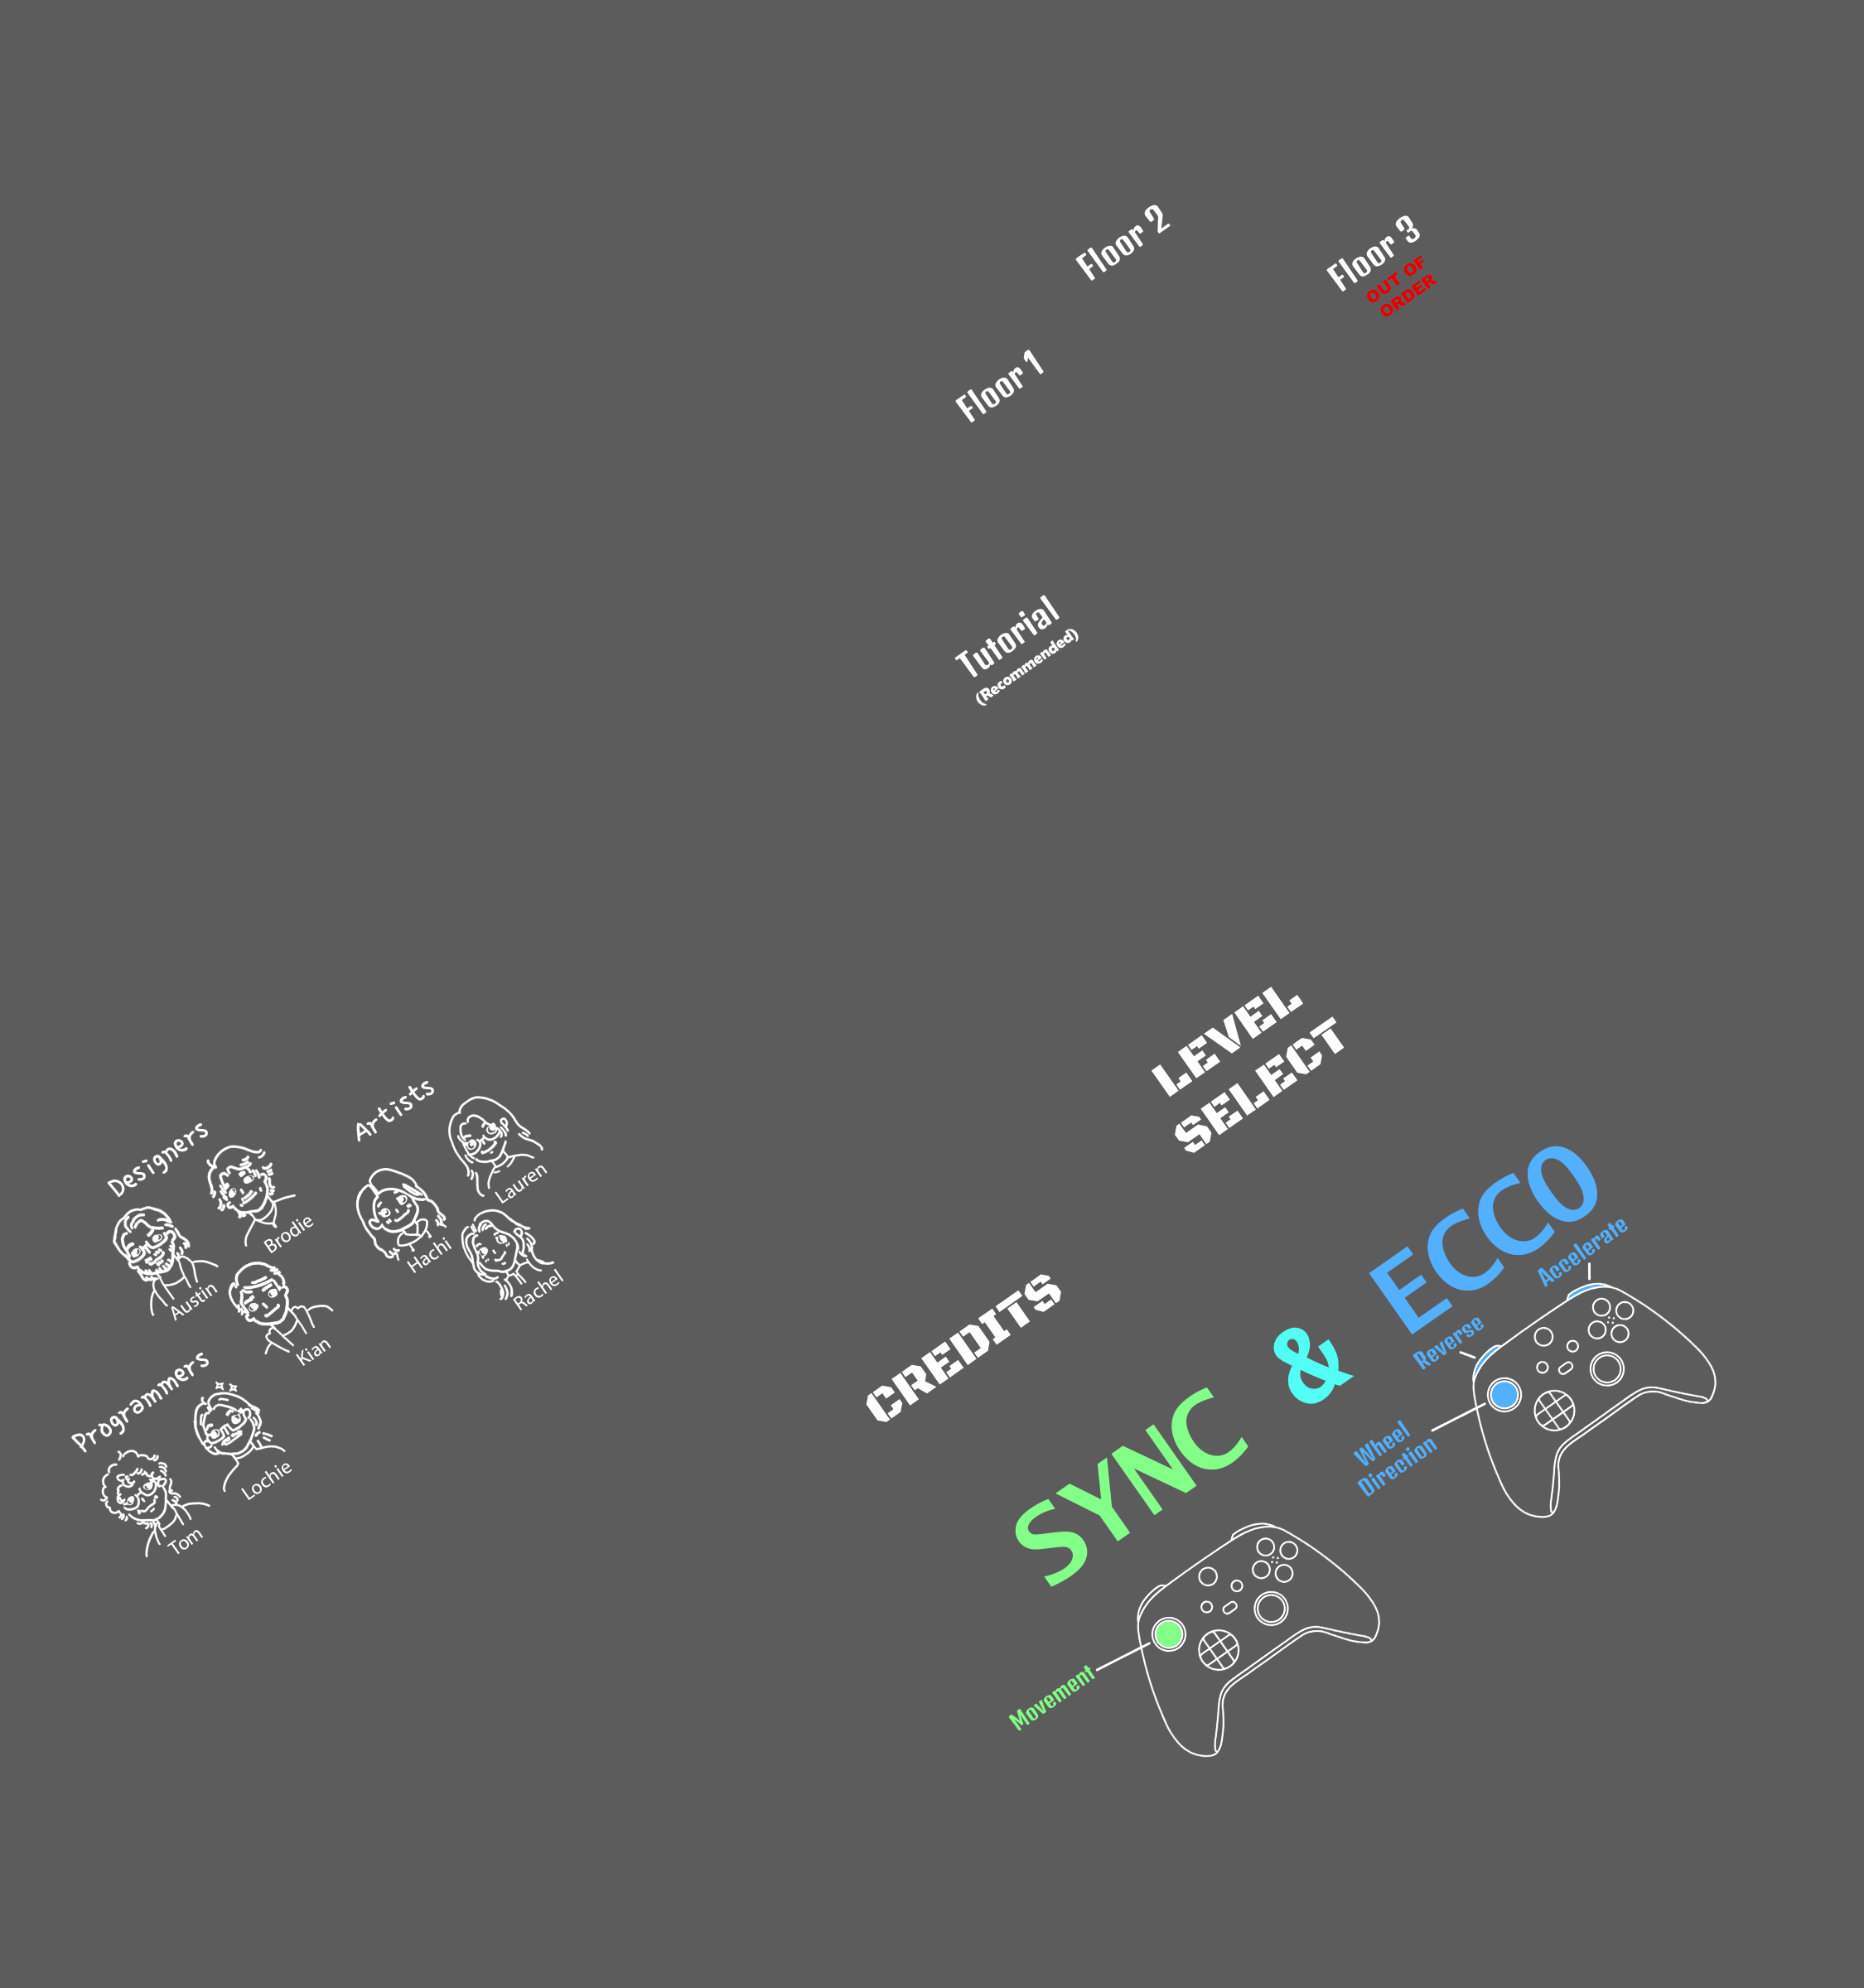 Floor 2
Floor 3
OUT OF
ORDER
Floor 1
Tutorial
(Recommended)
LEVEL
SELECT
CREDITS
Designers
Brodie
Austin
Kian
Artists
Lauren
Hachi
Rachel
Programmers
Lochie
Tom
SYNC
&
ECCO
Accelerate
Reverse
Wheel
Direction
Movement